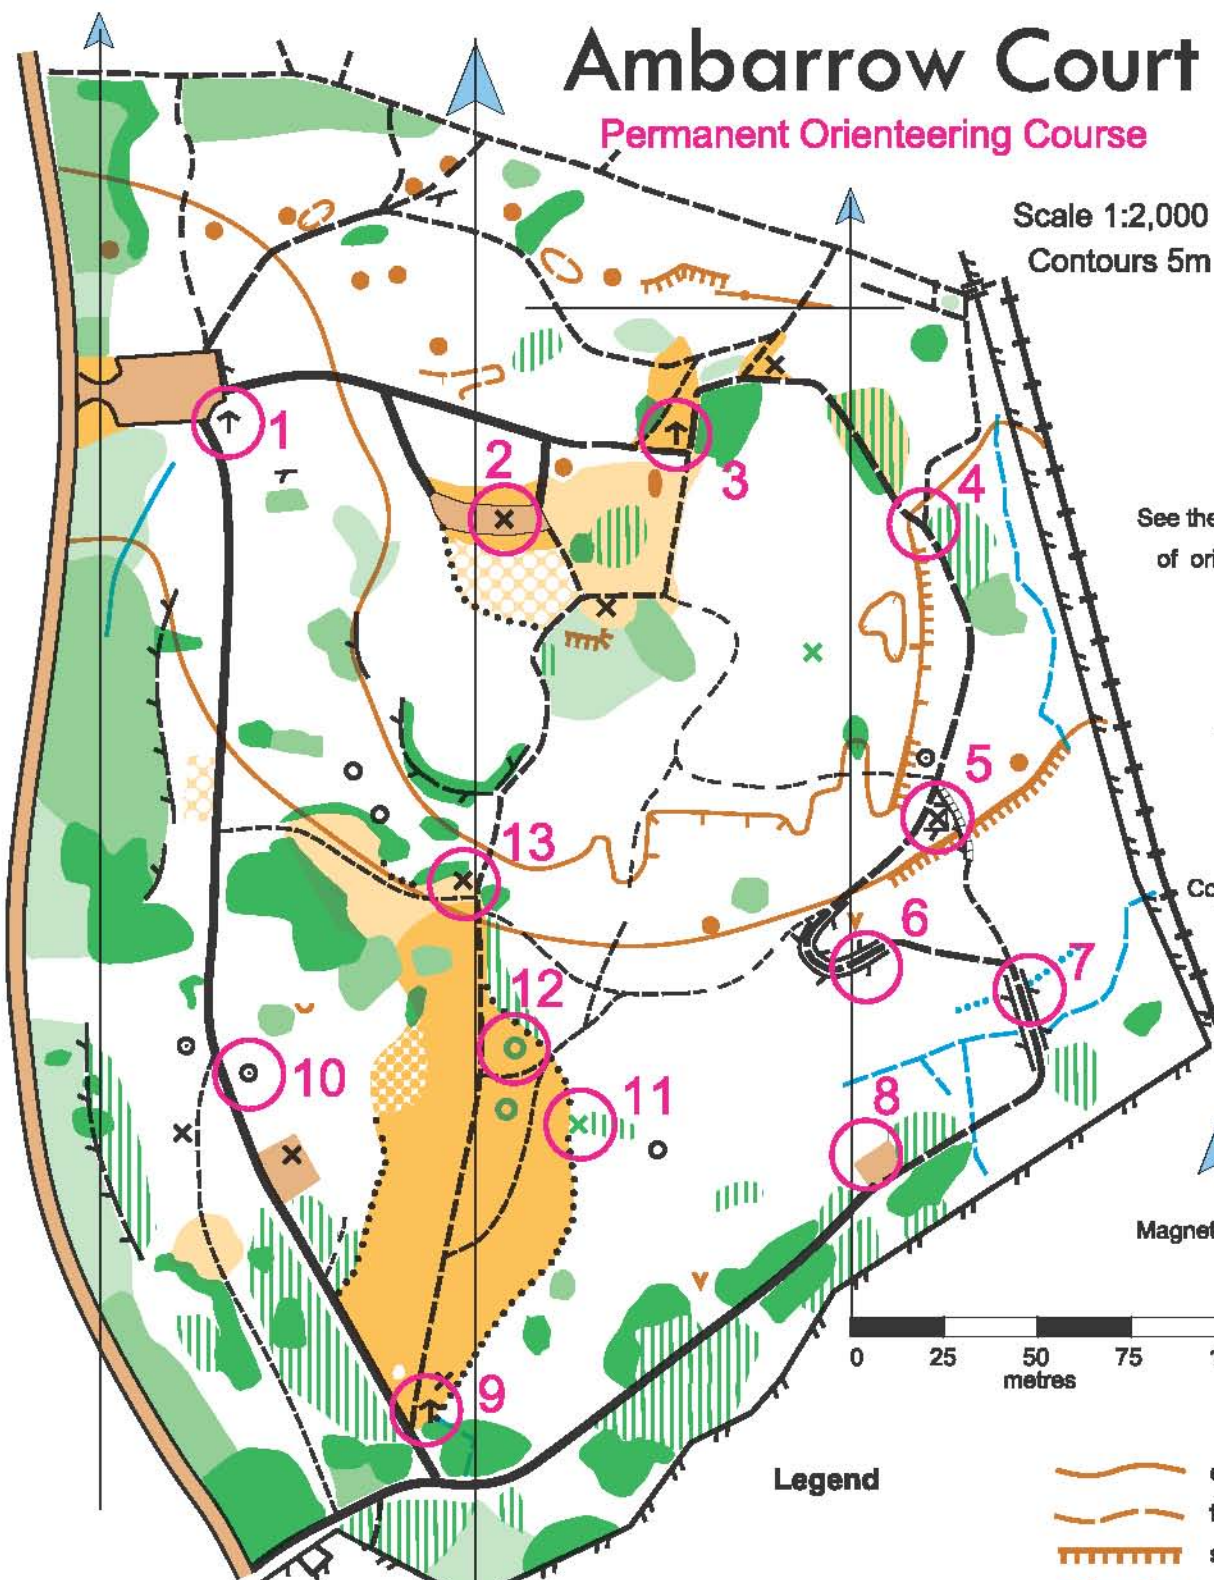 Ambarrow Court
Permanent Orienteering Course
Scale 1:2,000
Contours 5m
1
2
3
4
See the
of ori
5
13
Co
6
7
12
10
11
8
Magnet
0 25 50 75
metres
9
Legend